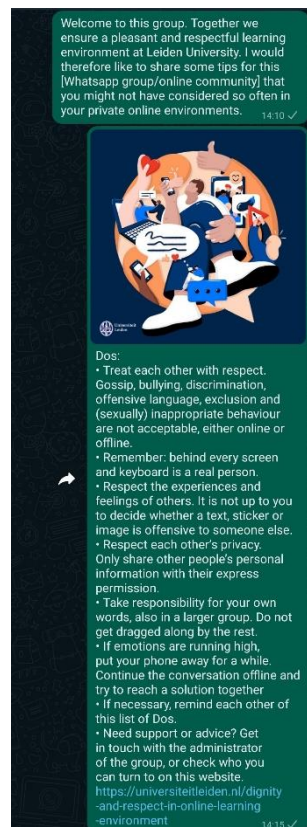 Welcome to this group. Together we
ensure a pleasant and respectful learning
environment at Leiden University. I would
therefore like to share some tips for this
[Whatsapp group/online community] that
you might not have considered so often in
your private online environments.
14:10
Universiteit
Leiden
Dos:
• Treat each other with respect.
Gossip, bullying, discrimination,
offensive language, exclusion and
(sexually) inappropriate behaviour
are not acceptable, either online or
offline.
• Remember: behind every screen
and keyboard is a real person.
• Respect the experiences and
feelings of others. It is not up to you
to decide whether a text, sticker or
image is offensive to someone else.
• Respect each other's privacy.
Only share other people's personal
information with their express
permission.
• Take responsibility for your own
words, also in a larger group. Do not
get dragged along by the rest.
• If emotions are running high,
put your phone away for a while.
Continue the conversation offline and
try to reach a solution together
• If necessary, remind each other of
this list of Dos.
• Need support or advice? Get
in touch with the administrator
of the group, or check who you
can turn to on this website.
https://universiteitleiden.nl/dignity
-and-respect-in-online-learning
-environment
14:15